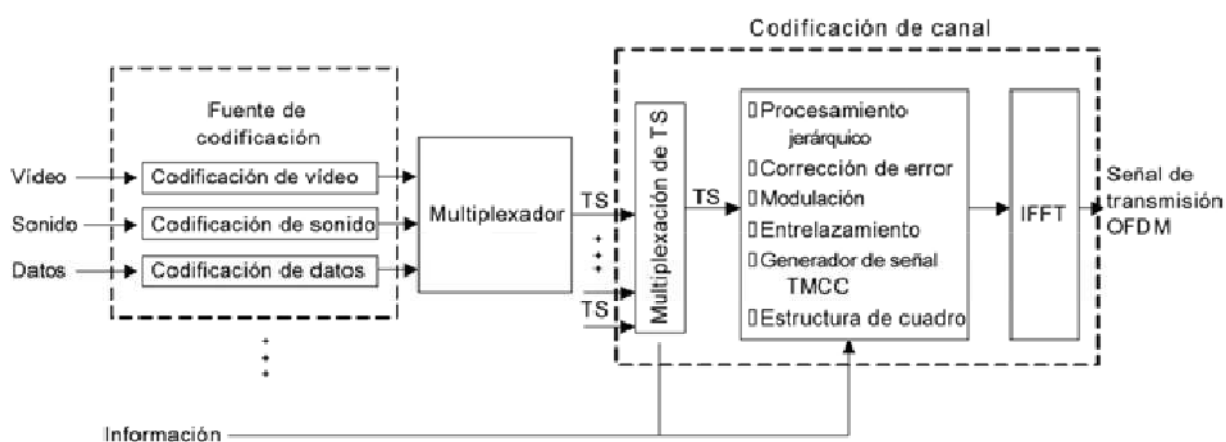 Codificación de canal
Fuente de
codificación
Vídeo
Codificación de vídeo
Sonido
Codificación de sonido
Datos
Codificación de datos
Multiplexador
TS
TS
Multiplexación de TS
TS
Procesamiento
jerárquico
Corrección de error
Modulación
Entrelazamiento
Generador de señal
TMCC
Estructura de cuadro
IFFT
Señal de
transmisión
OFDM
Información